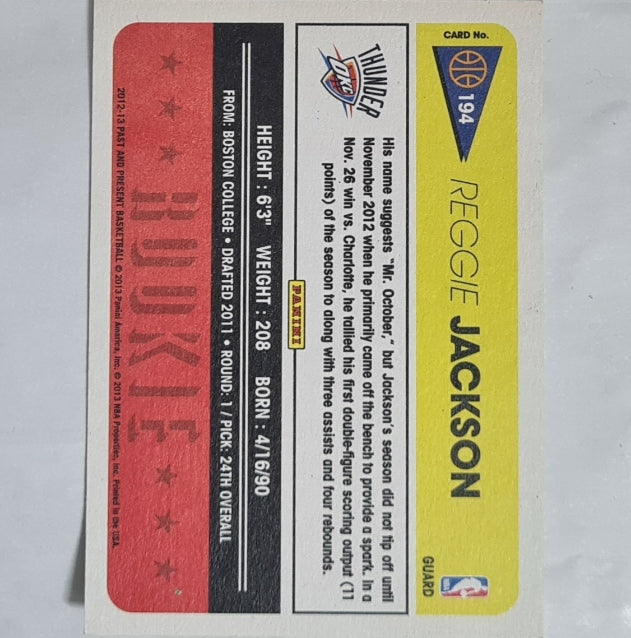 CARD No.
194
REGGIE JACKSON
GUARD
THUNDER
OKC
His name suggests "Mr. October," but Jackson's season did not tip off until
November 2012 when he primarily came off the bench to provide a spark. In a
Nov. 26 win vs. Charlotte, he tallied his first double-figure scoring output (11
points) of the season to along with three assists and four rebounds.
PANINI
HEIGHT : 6'3" WEIGHT : 208 BORN : 4/16/90
FROM: BOSTON COLLEGE • DRAFTED 2011 • ROUND: 1 / PICK: 24TH OVERALL
★ ★ ★ ROOKIE ★ ★ ★
2012-13 PAST AND PRESENT BASKETBALL © 2013 Panini America, Inc. © 2013 NBA Properties, Inc. Printed in the USA.